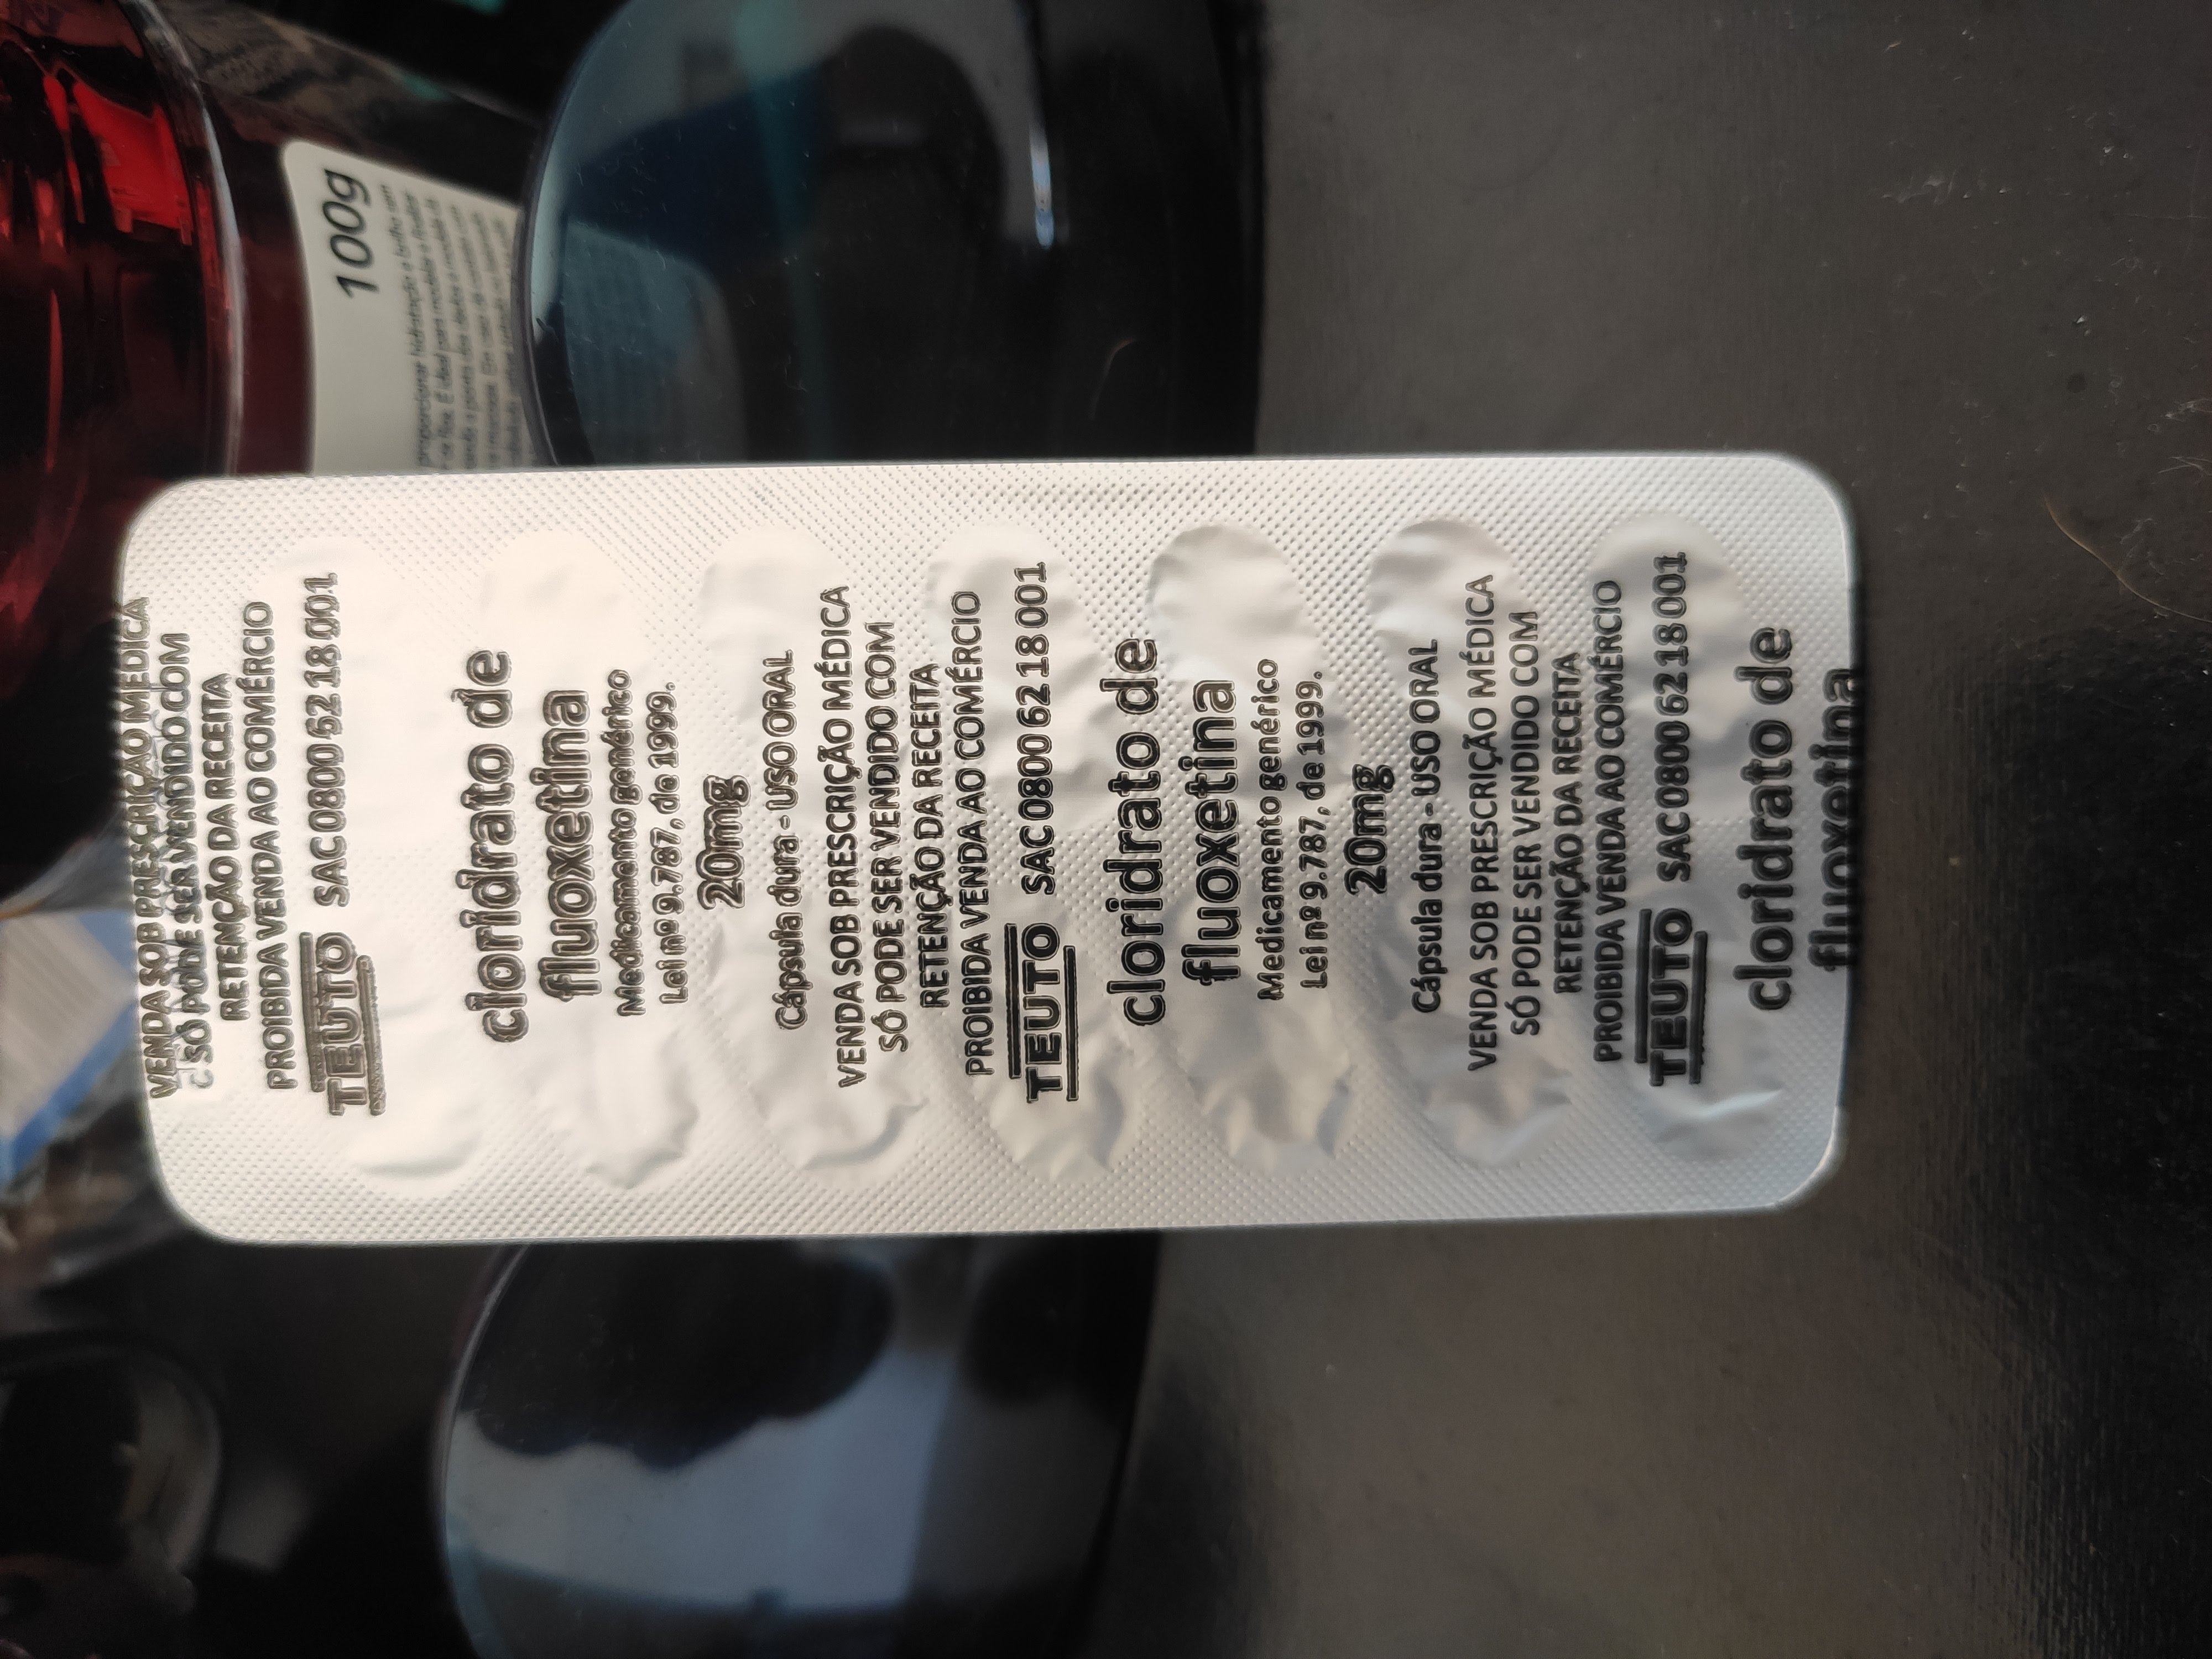 VENDA SOB PRESCRIÇÃO MÉDICA
SÓ PODE SER VENDIDO COM
RETENÇÃO DA RECEITA
PROIBIDA VENDA AO COMÉRCIO
TEUTO SAC 0800 62 18 001
100g
proporcionar hidratação e brilho sem
cloridrato de
fluoxetina
Medicamento genérico
Lei nº 9.787, de 1999.
20mg
Cápsula dura - USO ORAL
VENDA SOB PRESCRIÇÃO MÉDICA
SÓ PODE SER VENDIDO COM
RETENÇÃO DA RECEITA
PROIBIDA VENDA AO COMÉRCIO
TEUTO SAC 0800 62 18 001
cloridrato de
fluoxetina
Medicamento genérico
Lei nº 9.787, de 1999.
20mg
Cápsula dura - USO ORAL
VENDA SOB PRESCRIÇÃO MÉDICA
SÓ PODE SER VENDIDO COM
RETENÇÃO DA RECEITA
PROIBIDA VENDA AO COMÉRCIO
TEUTO SAC 0800 62 18 001
cloridrato de
fluoxetina